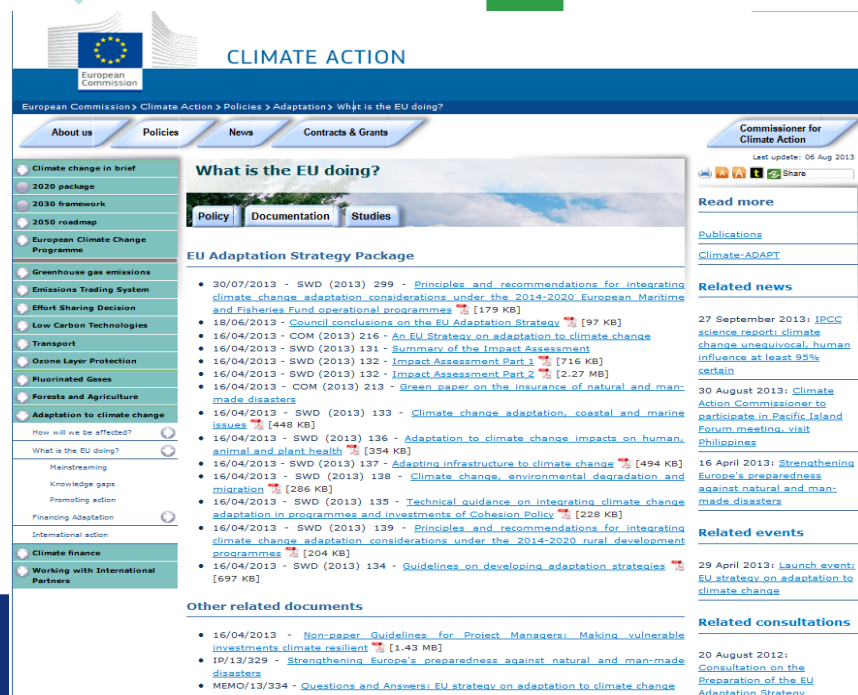 CLIMATE ACTION
European
Commission
European Commission > Climate Action > Policies > Adaptation > What is the EU doing?
About us
Policies
News
Contracts & Grants
Commissioner for
Climate Action
Last update: 06 Aug 2013
A A t Share
Climate change in brief
2020 package
2030 framework
2050 roadmap
European Climate Change
Programme
Greenhouse gas emissions
Emissions Trading System
Effort Sharing Decision
Low Carbon Technologies
Transport
Ozone Layer Protection
Fluorinated Gases
Forests and Agriculture
Adaptation to climate change
How will we be affected?
What is the EU doing?
Mainstreaming
Knowledge gaps
Promoting action
Financing Adaptation
International action
Climate finance
Working with International
Partners
What is the EU doing?
Policy
Documentation
Studies
EU Adaptation Strategy Package
• 30/07/2013 - SWD (2013) 299 - Principles and recommendations for integrating
climate change adaptation considerations under the 2014-2020 European Maritime
and Fisheries Fund operational programmes [179 KB]
• 18/06/2013 - Council conclusions on the EU Adaptation Strategy [97 KB]
• 16/04/2013 - COM (2013) 216 - An EU Strategy on adaptation to climate change
• 16/04/2013 - SWD (2013) 131 - Summary of the Impact Assessment
• 16/04/2013 - SWD (2013) 132 - Impact Assessment Part 1 [716 KB]
• 16/04/2013 - SWD (2013) 132 - Impact Assessment Part 2 [2.27 MB]
• 16/04/2013 - COM (2013) 213 - Green paper on the insurance of natural and man-
made disasters
• 16/04/2013 - SWD (2013) 133 - Climate change adaptation, coastal and marine
issues [448 KB]
• 16/04/2013 - SWD (2013) 136 - Adaptation to climate change impacts on human,
animal and plant health [354 KB]
• 16/04/2013 - SWD (2013) 137 - Adapting infrastructure to climate change [494 KB]
• 16/04/2013 - SWD (2013) 138 - Climate change, environmental degradation and
migration [286 KB]
• 16/04/2013 - SWD (2013) 135 - Technical guidance on integrating climate change
adaptation in programmes and investments of Cohesion Policy [228 KB]
• 16/04/2013 - SWD (2013) 139 - Principles and recommendations for integrating
climate change adaptation considerations under the 2014-2020 rural development
programmes [204 KB]
• 16/04/2013 - SWD (2013) 134 - Guidelines on developing adaptation strategies
[697 KB]
Other related documents
• 16/04/2013 - Non-paper Guidelines for Project Managers: Making vulnerable
investments climate resilient [1.43 MB]
• IP/13/329 - Strengthening Europe's preparedness against natural and man-made
disasters
• MEMO/13/334 - Questions and Answers: EU strategy on adaptation to climate change
Read more
Publications
Climate-ADAPT
Related news
27 September 2013: IPCC
science report: climate
change unequivocal, human
influence at least 95%
certain
30 August 2013: Climate
Action Commissioner to
participate in Pacific Island
Forum meeting, visit
Philippines
16 April 2013: Strengthening
Europe's preparedness
against natural and man-
made disasters
Related events
29 April 2013: Launch event:
EU strategy on adaptation to
climate change
Related consultations
20 August 2012:
Consultation on the
Preparation of the EU
Adaptation Strategy